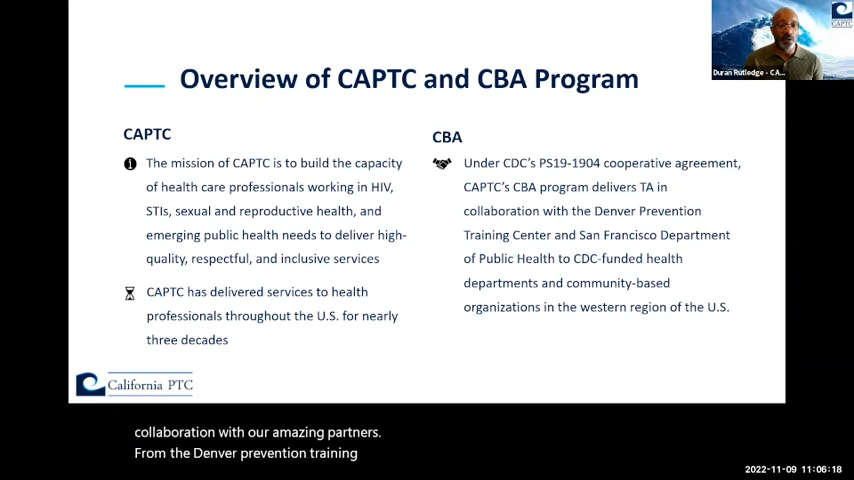 Overview of CAPTC and CBA Program
CAPTC
The mission of CAPTC is to build the capacity
of health care professionals working in HIV,
STIs, sexual and reproductive health, and
emerging public health needs to deliver high-
quality, respectful, and inclusive services
CAPTC has delivered services to health
professionals throughout the U.S. for nearly
three decades
CBA
Under CDC's PS19-1904 cooperative agreement,
CAPTC's CBA program delivers TA in
collaboration with the Denver Prevention
Training Center and San Francisco Department
of Public Health to CDC-funded health
departments and community-based
organizations in the western region of the U.S.
California PTC
CAPTC
Duran Rutledge - CA...
collaboration with our amazing partners.
From the Denver prevention training
2022-11-09 11:06:18